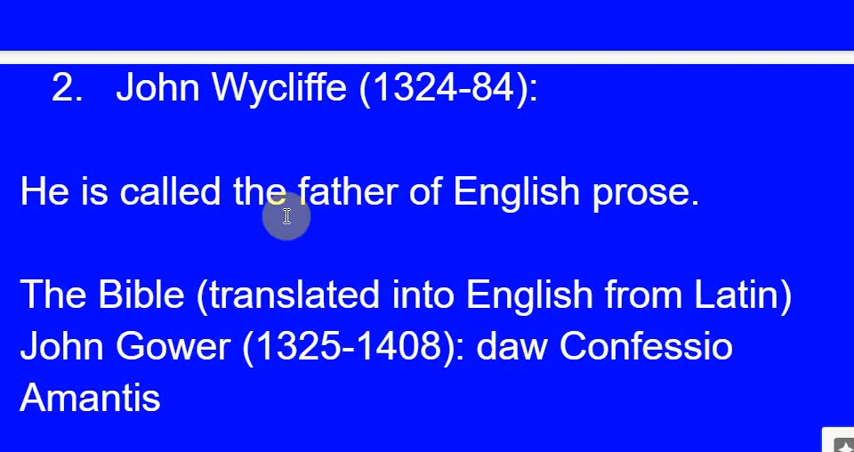 2. John Wycliffe (1324-84):
He is called the father of English prose.
The Bible (translated into English from Latin)
John Gower (1325-1408): daw Confessio
Amantis